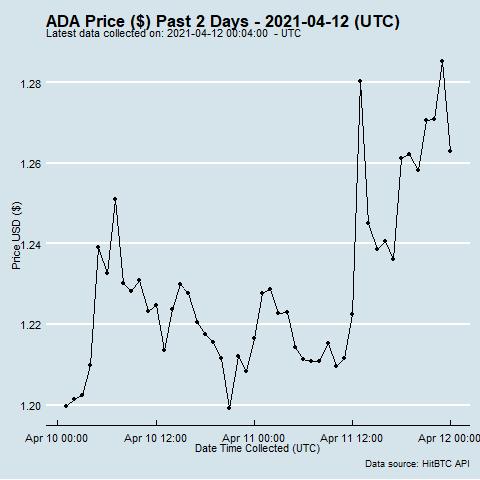 ADA Price ($) Past 2 Days - 2021-04-12 (UTC)
Latest data collected on: 2021-04-12 00:04:00  - UTC
1.28
1.26
1.24
1.22
1.20
Price USD ($)
Apr 10 00:00 Apr 10 12:00 Apr 11 00:00 Apr 11 12:00 Apr 12 00:00
Date Time Collected (UTC)
Data source: HitBTC API